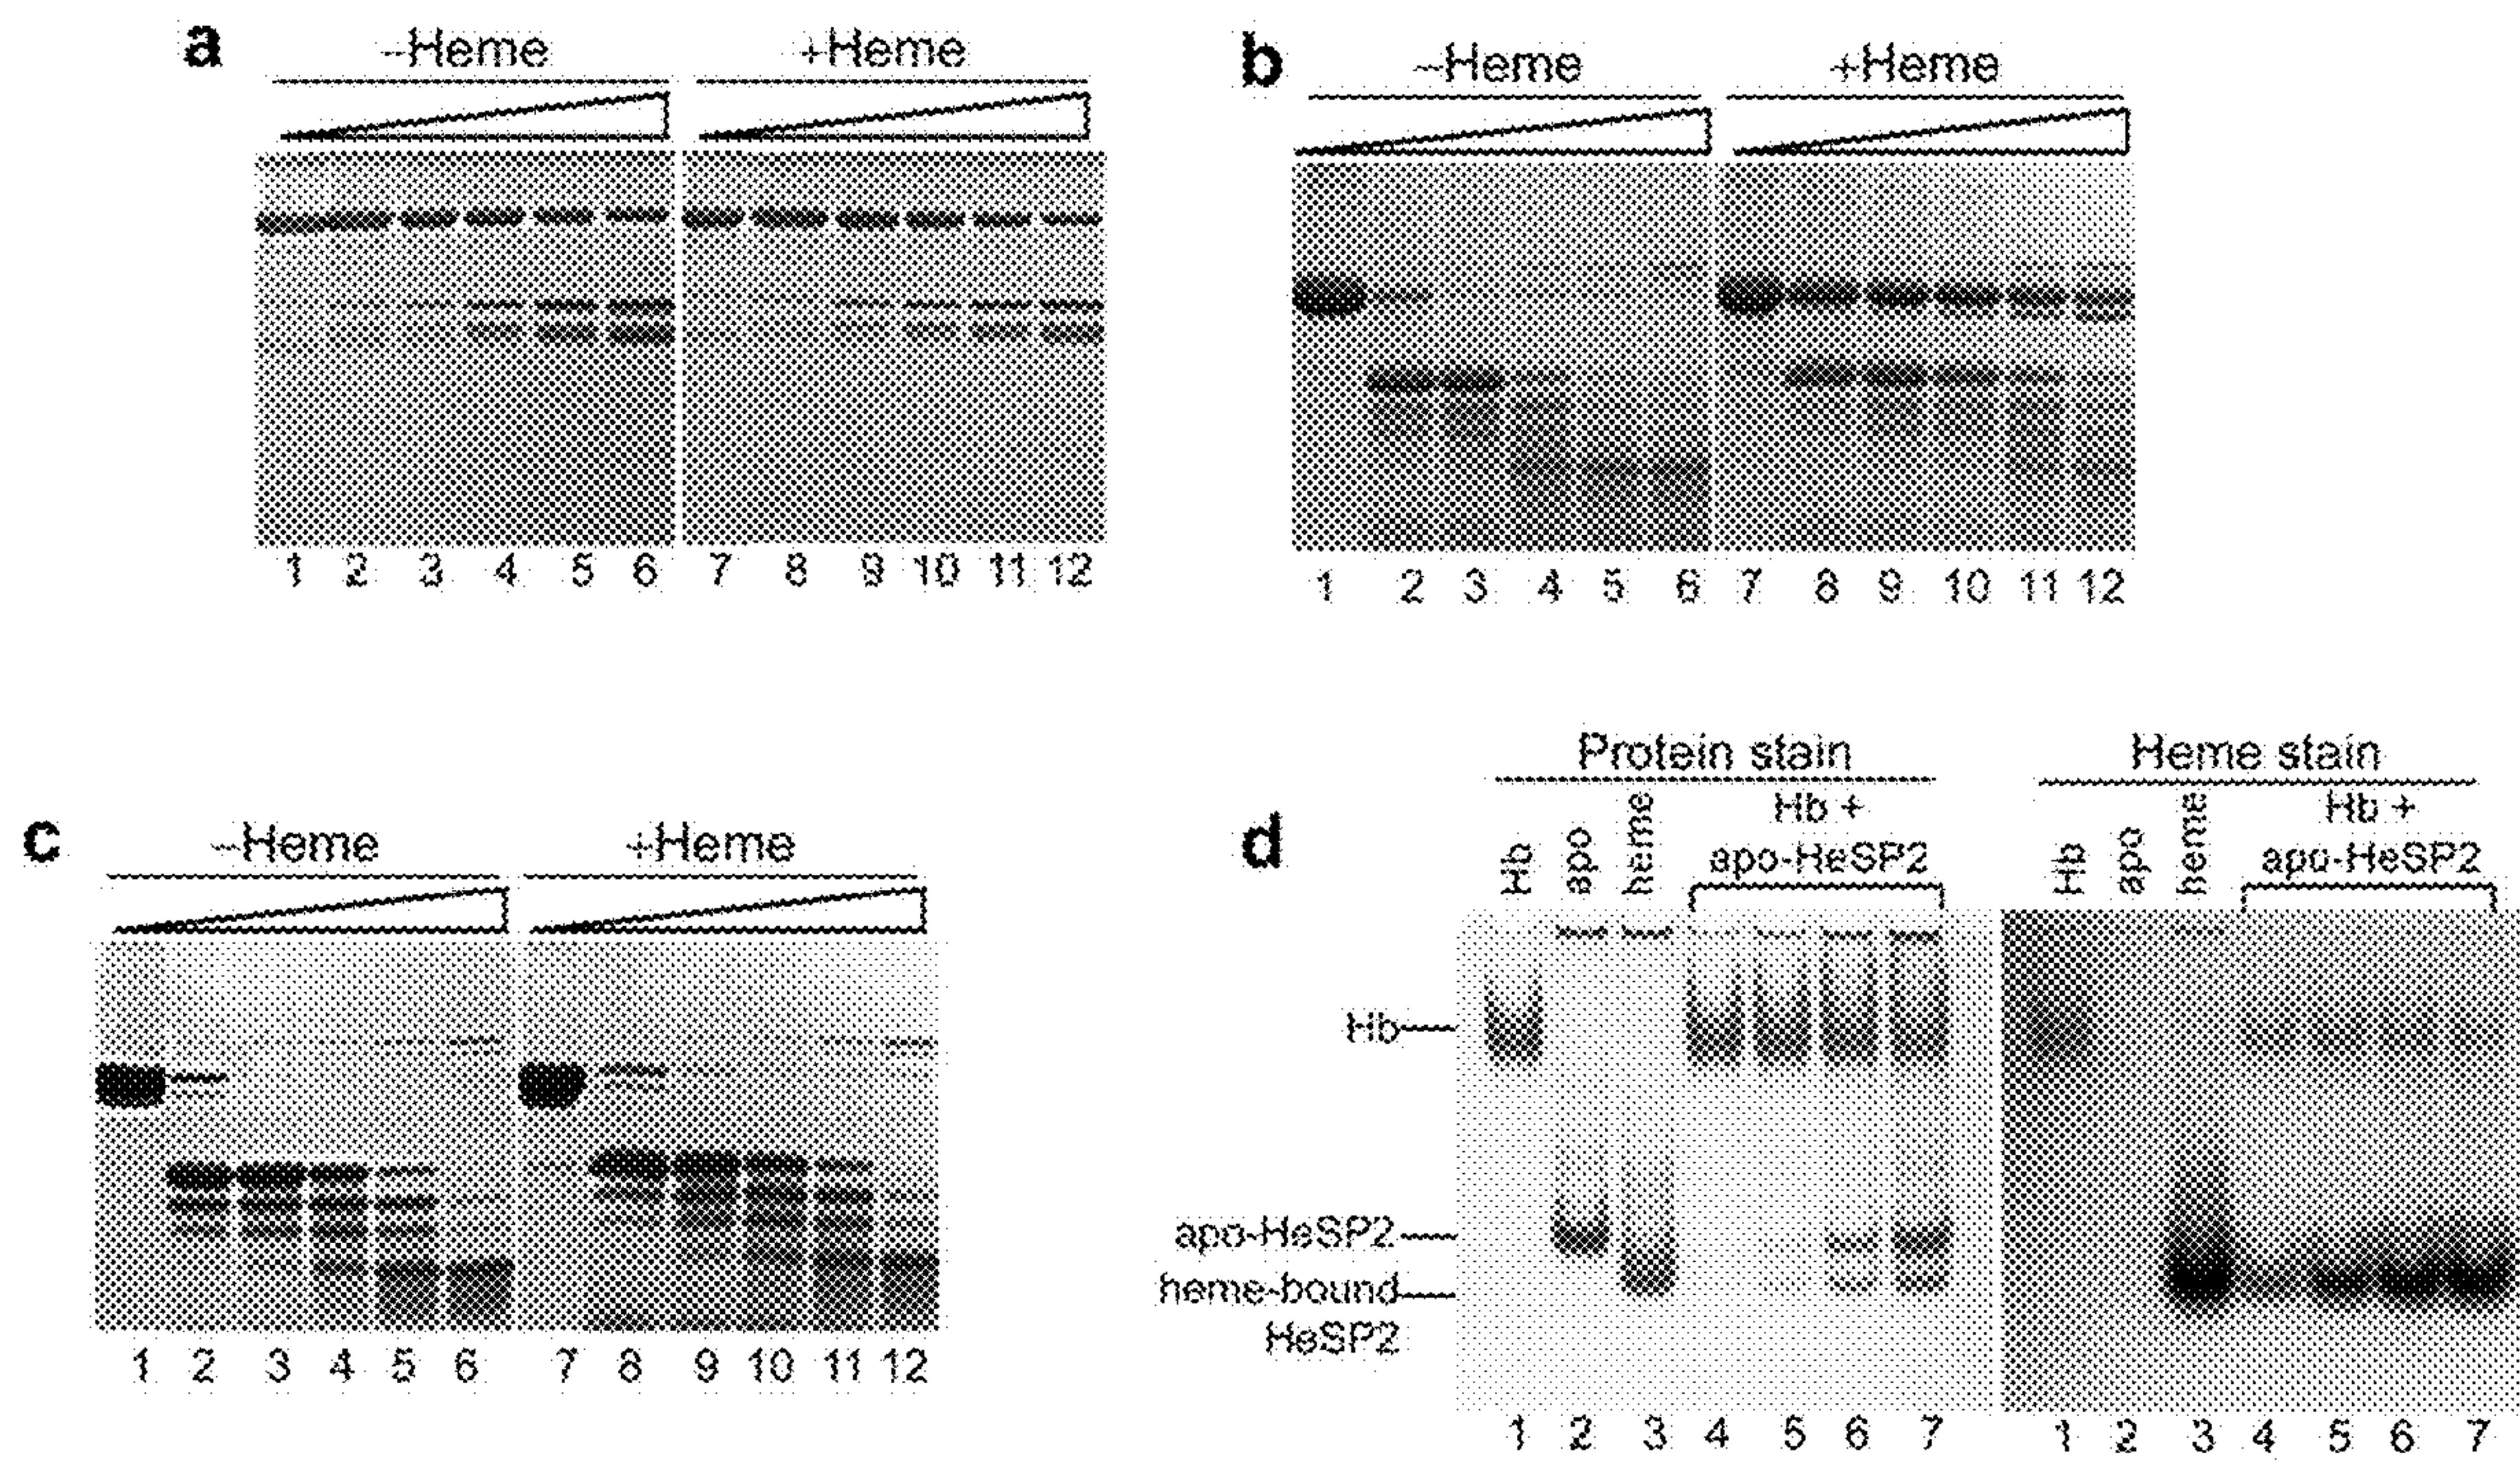 a
–Heme +Heme
1 2 3 4 5 6 7 8 9 10 11 12
b
–Heme +Heme
1 2 3 4 5 6 7 8 9 10 11 12
c
–Heme +Heme
1 2 3 4 5 6 7 8 9 10 11 12
d
Protein stain Heme stain
Hb apo heme Hb + apo-HeSP2 Hb apo heme Hb + apo-HeSP2
Hb
apo-HeSP2
heme-bound
HeSP2
1 2 3 4 5 6 7 1 2 3 4 5 6 7